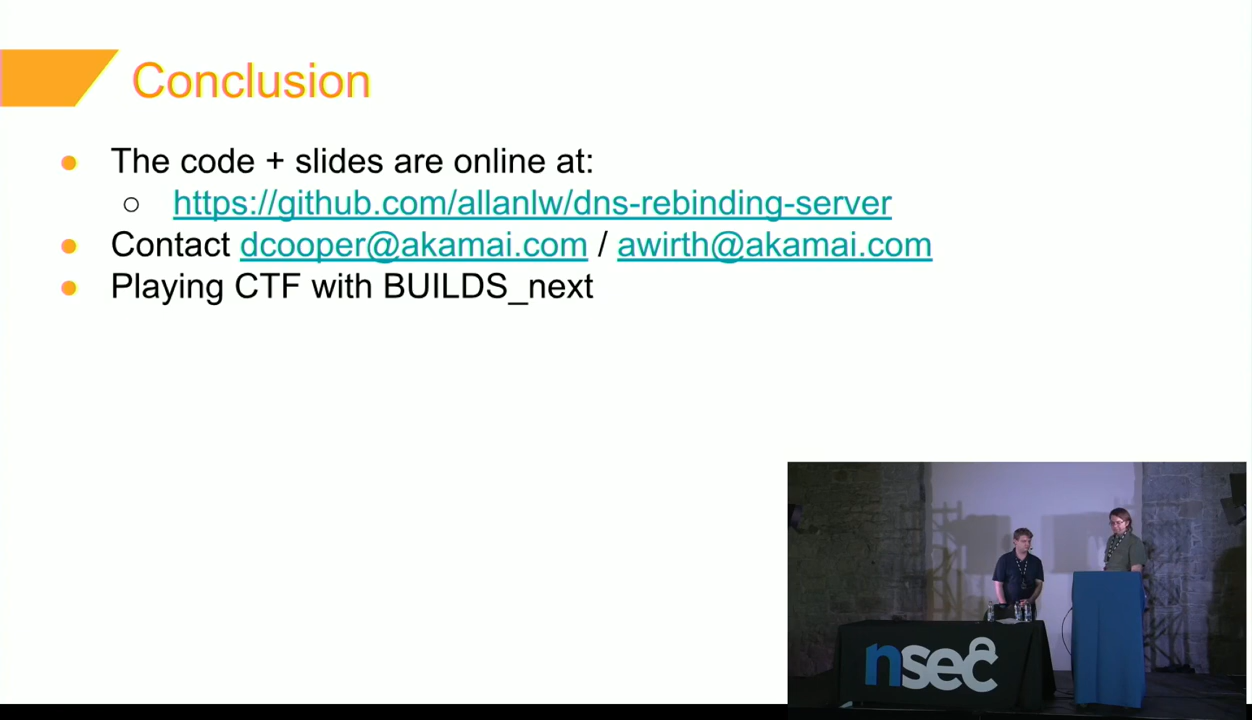 Conclusion
The code + slides are online at:
https://github.com/allanlw/dns-rebinding-server
Contact dcooper@akamai.com / awirth@akamai.com
Playing CTF with BUILDS_next
nsec